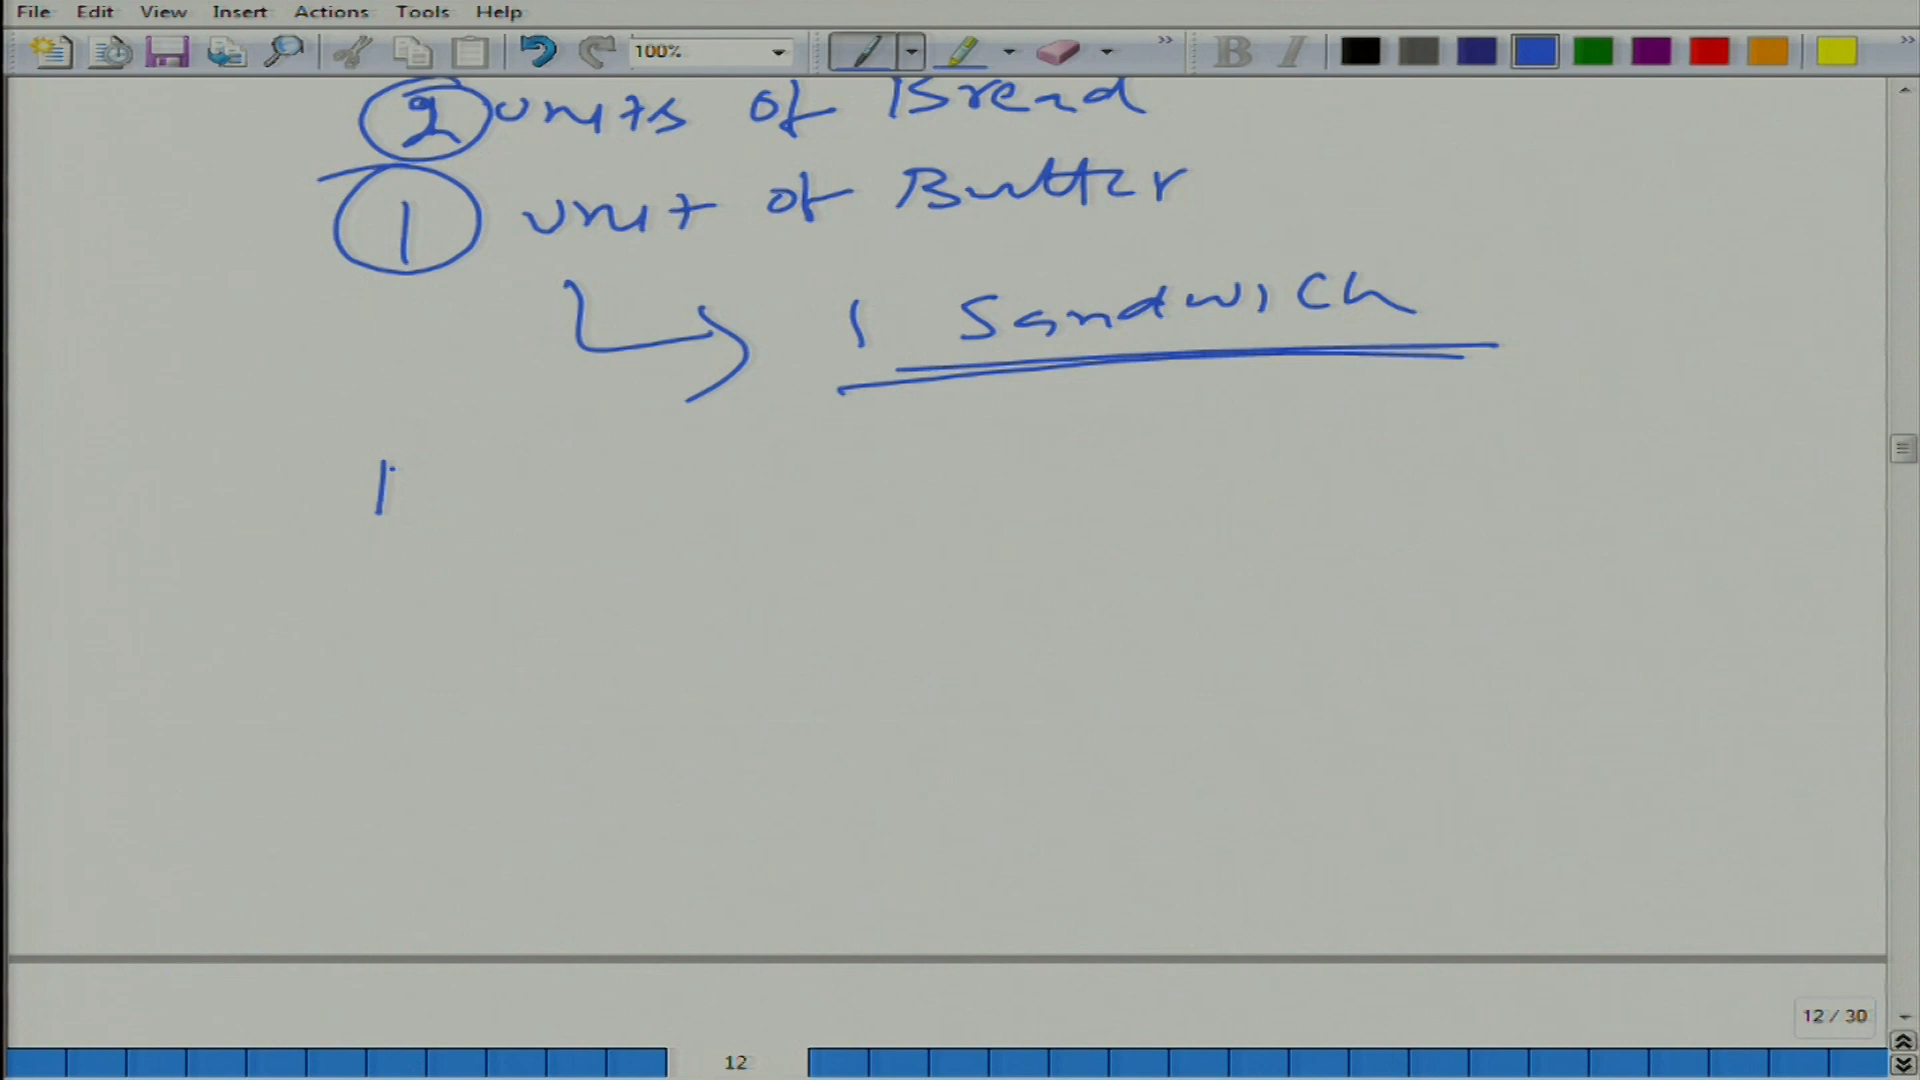 File Edit View Insert Actions Tools Help
100%
B I
2 units of Bread
1 unit of Butter
1 Sandwich
12 / 30
12